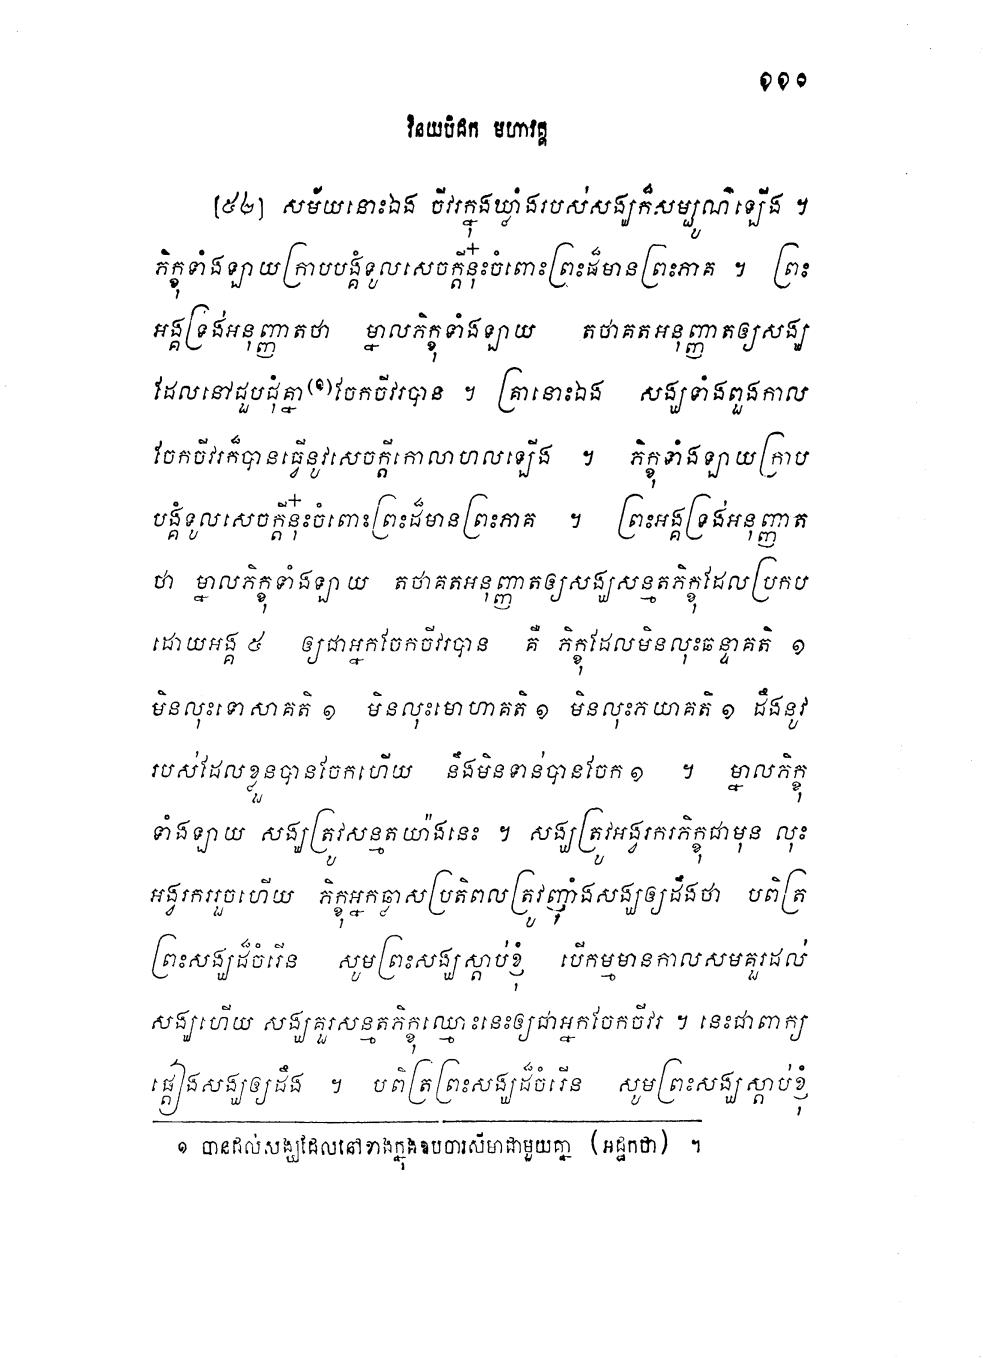 ១១០
វិនយបិដក មហាវគ្គ
[៥២] សម័យនោះឯង ចីវរក្នុងឃ្លាំងរបស់សង្ឃក៏សម្បូណ៌ឡើង ។
ភិក្ខុទាំងឡាយក្រាបបង្គំទូលសេចក្តីនុ៎ះចំពោះព្រះដ៏មានព្រះភាគ ។ ព្រះ
អង្គទ្រង់អនុញ្ញាតថា ម្នាលភិក្ខុទាំងឡាយ តថាគតអនុញ្ញាតឲ្យសង្ឃ
ដែលនៅជួបជុំគ្នា(១)ចែកចីវរបាន ។ គ្រានោះឯង សង្ឃទាំងពួងកាល
ចែកចីវរក៏បានធ្វើនូវសេចក្តីកោលាហលឡើង ។ ភិក្ខុទាំងឡាយក្រាប
បង្គំទូលសេចក្តីនុ៎ះចំពោះព្រះដ៏មានព្រះភាគ ។ ព្រះអង្គទ្រង់អនុញ្ញាត
ថា ម្នាលភិក្ខុទាំងឡាយ តថាគតអនុញ្ញាតឲ្យសង្ឃសន្មតភិក្ខុដែលប្រកប
ដោយអង្គ ៥ ឲ្យជាអ្នកចែកចីវរបាន គឺ ភិក្ខុដែលមិនលុះឆន្ទាគតិ ១
មិនលុះទោសាគតិ ១ មិនលុះមោហាគតិ ១ មិនលុះភយាគតិ ១ ដឹងនូវ
របស់ដែលខ្លួនបានចែកហើយ នឹងមិនទាន់បានចែក ១ ។ ម្នាលភិក្ខុ
ទាំងឡាយ សង្ឃត្រូវសន្មតយ៉ាងនេះ ។ សង្ឃត្រូវអង្វរករភិក្ខុជាមុន លុះ
អង្វរកររួចហើយ ភិក្ខុអ្នកឆ្លាសប្រតិពលត្រូវញ៉ាំងសង្ឃឲ្យដឹងថា បពិត្រ
ព្រះសង្ឃដ៏ចំរើន សូមព្រះសង្ឃស្តាប់ខ្ញុំ បើកម្មមានកាលសមគួរដល់
សង្ឃហើយ សង្ឃគួរសន្មតភិក្ខុឈ្មោះនេះឲ្យជាអ្នកចែកចីវរ ។ នេះជាពាក្យ
ផ្តៀងសង្ឃឲ្យដឹង ។ បពិត្រព្រះសង្ឃដ៏ចំរើន សូមព្រះសង្ឃស្តាប់ខ្ញុំ
១ បានដល់សង្ឃដែលនៅខាងក្នុងឧបចារសីមាជាមួយគ្នា (អដ្ឋកថា) ។